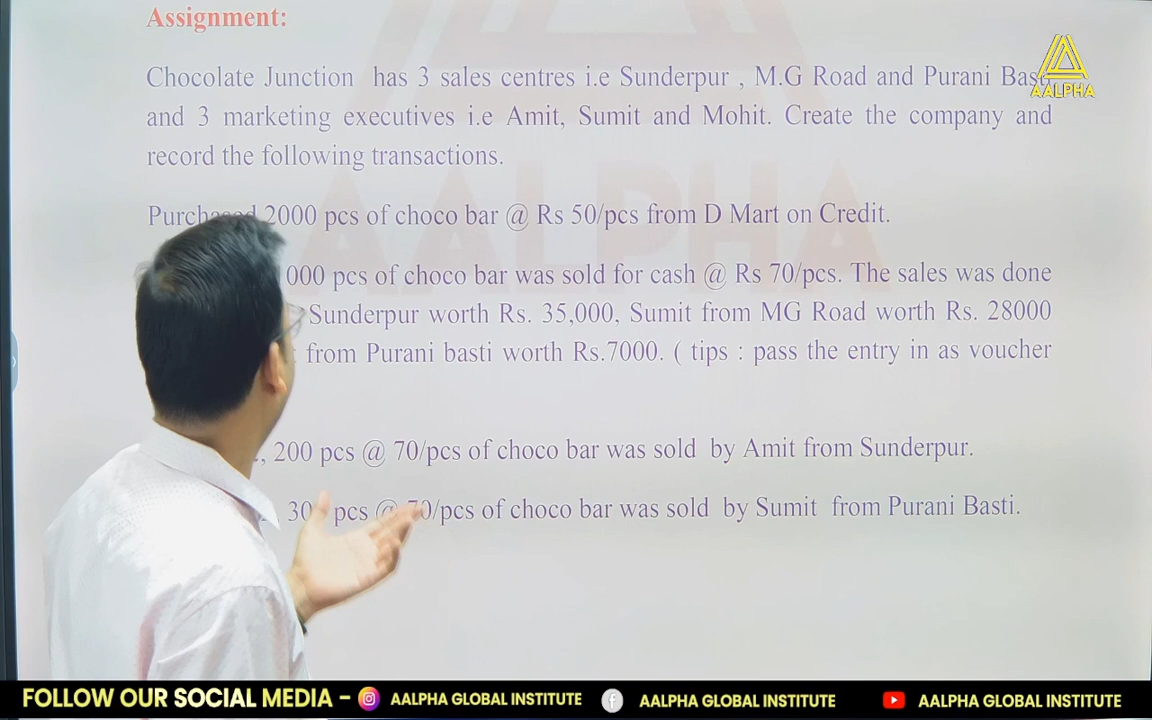 Assignment:
Chocolate Junction has 3 sales centres i.e Sunderpur , M.G Road and Purani Basti
AALPHA
and 3 marketing executives i.e Amit, Sumit and Mohit. Create the company and
record the following transactions.
Purchased 2000 pcs of choco bar @ Rs 50/pcs from D Mart on Credit.
000 pcs of choco bar was sold for cash @ Rs 70/pcs. The sales was done
Sunderpur worth Rs. 35,000, Sumit from MG Road worth Rs. 28000
from Purani basti worth Rs.7000. ( tips : pass the entry in as voucher
, 200 pcs @ 70/pcs of choco bar was sold by Amit from Sunderpur.
pcs @ 70/pcs of choco bar was sold by Sumit from Purani Basti.
AALPHA
FOLLOW OUR SOCIAL MEDIA – AALPHA GLOBAL INSTITUTE AALPHA GLOBAL INSTITUTE AALPHA GLOBAL INSTITUTE